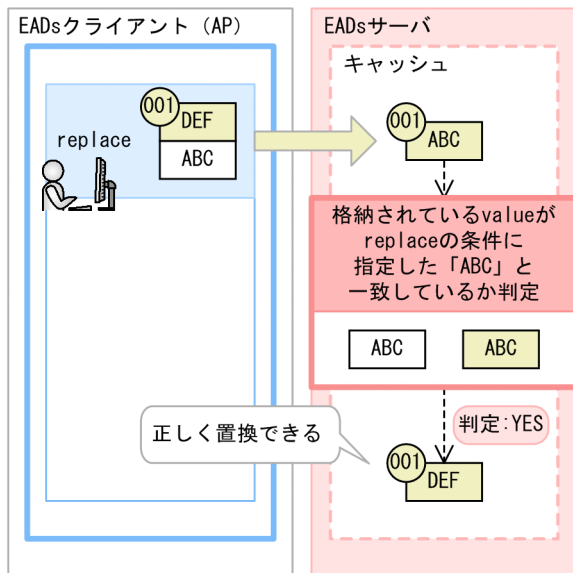 EADsクライアント（AP）
replace
001
DEF
ABC
EADsサーバ
キャッシュ
001
ABC
格納されているvalueが
replaceの条件に
指定した「ABC」と
一致しているか判定
ABC
ABC
判定:YES
正しく置換できる
001
DEF